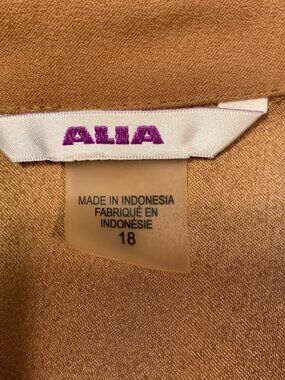 ALIA
MADE IN INDONESIA
FABRIQUÉ EN
INDONÉSIE
18